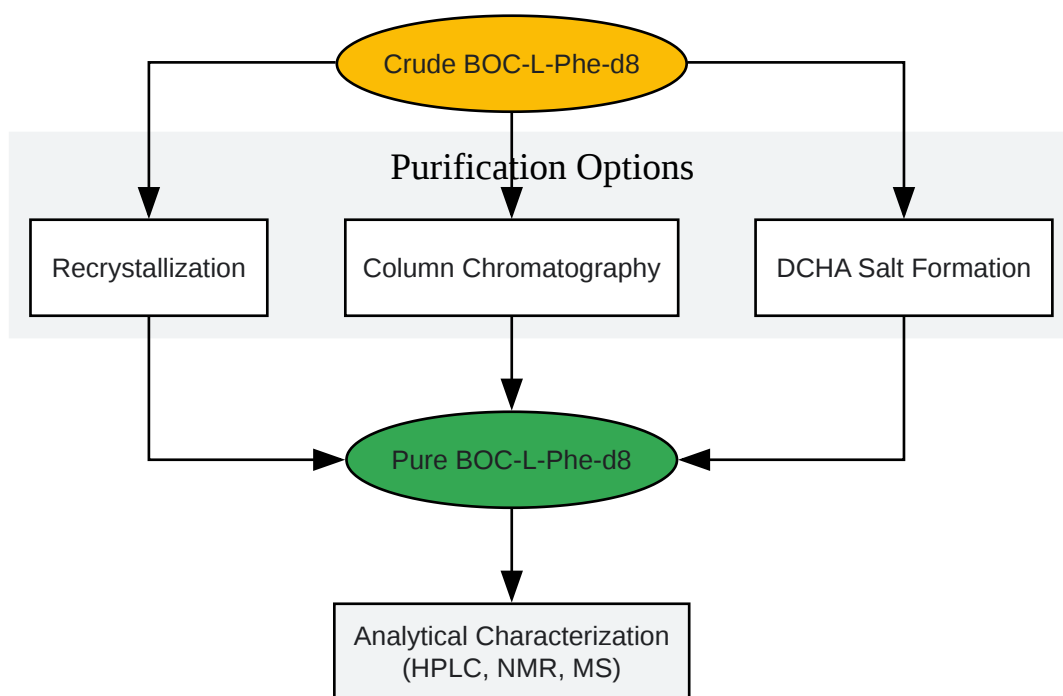 Crude BOC-L-Phe-d8
Purification Options
Recrystallization
Column Chromatography
DCHA Salt Formation
Pure BOC-L-Phe-d8
Analytical Characterization
(HPLC, NMR, MS)